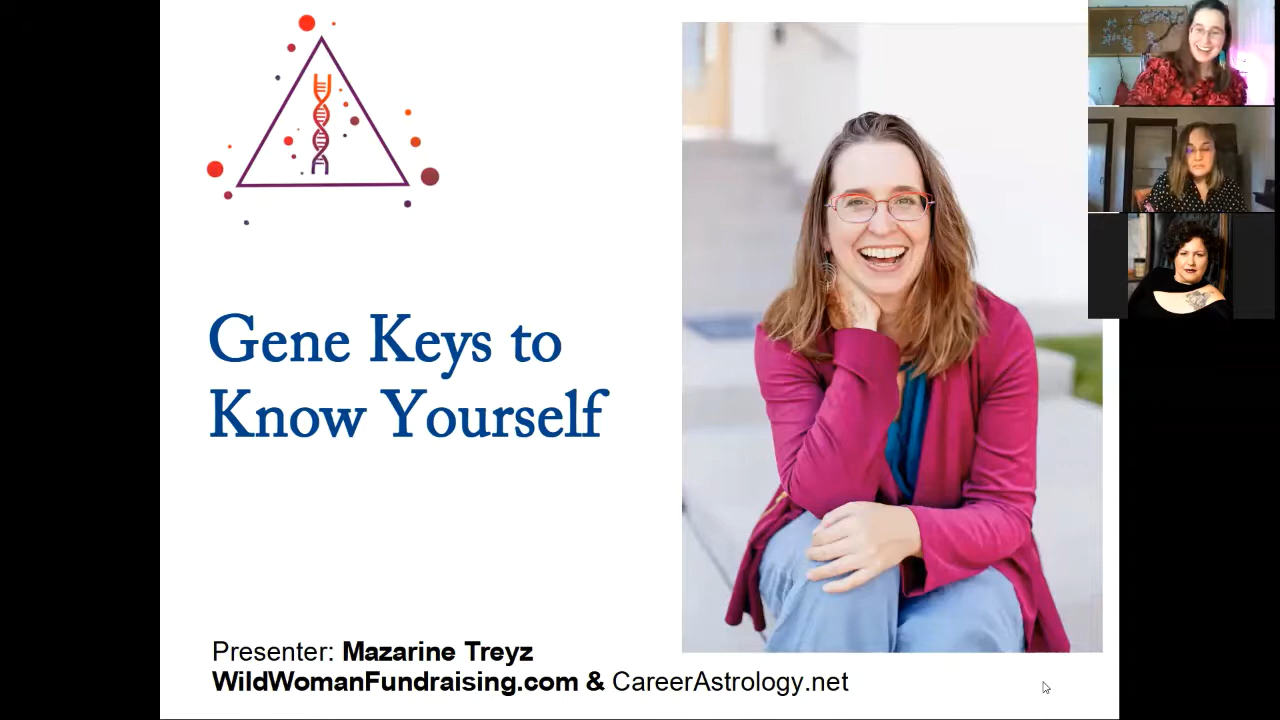 Gene Keys to
Know Yourself
Presenter: Mazarine Treyz
WildWomanFundraising.com & CareerAstrology.net